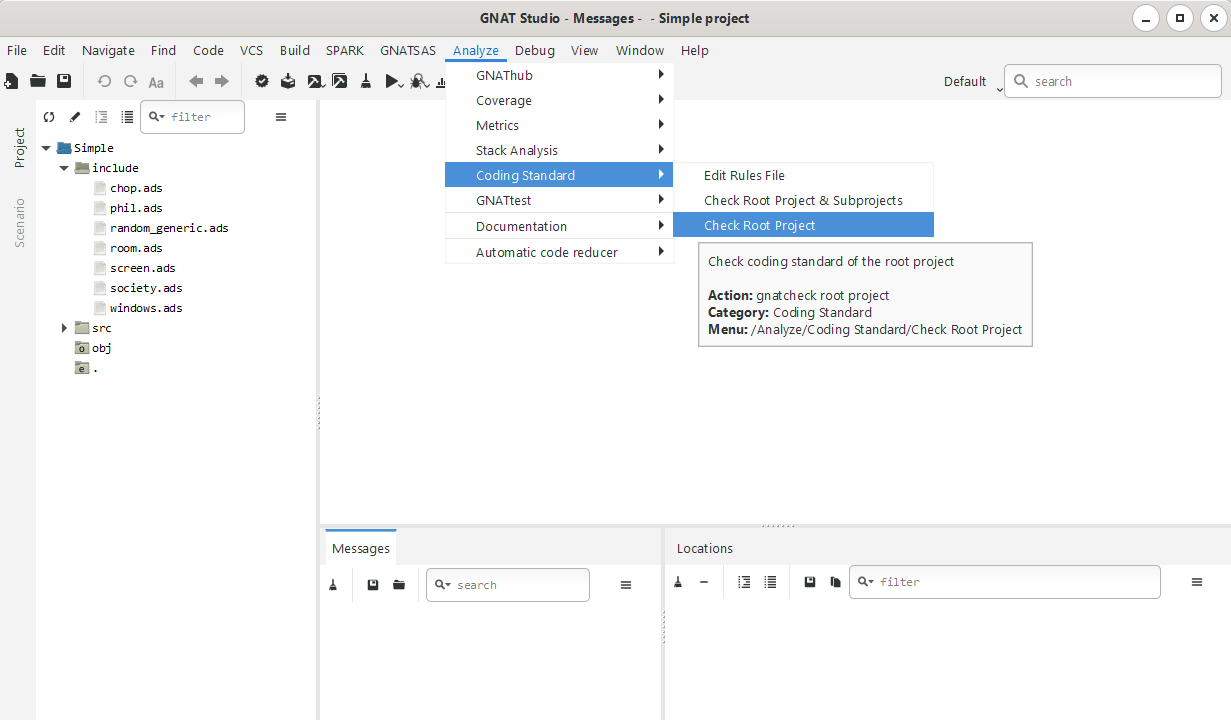 GNAT Studio - Messages -  - Simple project
File Edit Navigate Find Code VCS Build SPARK GNATSAS Analyze Debug View Window Help
Aa
Default
search
Project
Scenario
filter
Simple
include
chop.ads
phil.ads
random_generic.ads
room.ads
screen.ads
society.ads
windows.ads
src
o obj
e .
GNAThub
Coverage
Metrics
Stack Analysis
Coding Standard
GNATtest
Documentation
Automatic code reducer
Edit Rules File
Check Root Project & Subprojects
Check Root Project
Check coding standard of the root project
Action: gnatcheck root project
Category: Coding Standard
Menu: /Analyze/Coding Standard/Check Root Project
Messages
search
Locations
filter